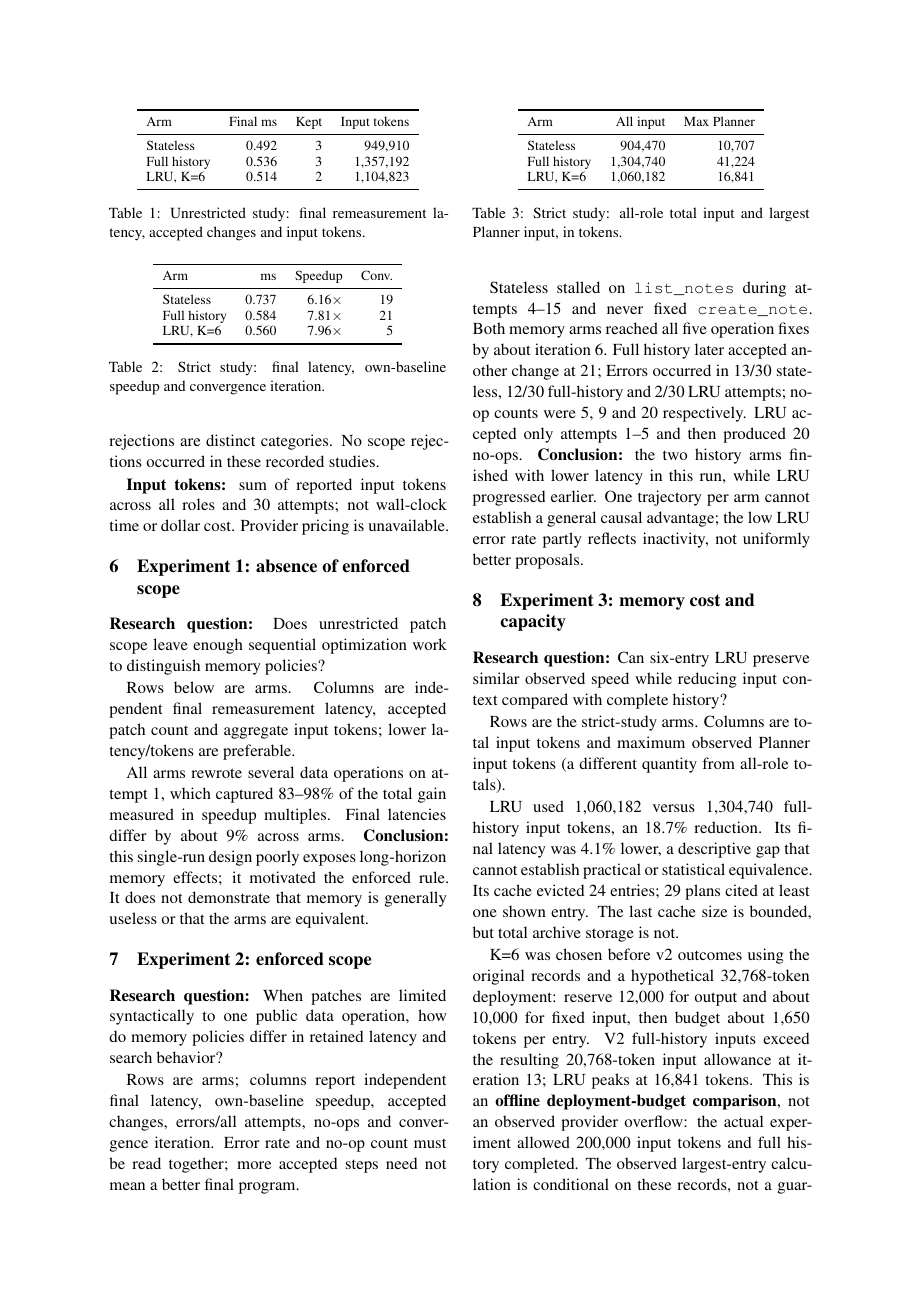 Arm Final ms Kept Input tokens
Stateless 0.492 3 949,910
Full history 0.536 3 1,357,192
LRU, K=6 0.514 2 1,104,823
Table 1: Unrestricted study: final remeasurement la-
tency, accepted changes and input tokens.
Arm ms Speedup Conv.
Stateless 0.737 6.16× 19
Full history 0.584 7.81× 21
LRU, K=6 0.560 7.96× 5
Table 2: Strict study: final latency, own-baseline
speedup and convergence iteration.
rejections are distinct categories. No scope rejec-
tions occurred in these recorded studies.
Input tokens: sum of reported input tokens
across all roles and 30 attempts; not wall-clock
time or dollar cost. Provider pricing is unavailable.
6 Experiment 1: absence of enforced
scope
Research question: Does unrestricted patch
scope leave enough sequential optimization work
to distinguish memory policies?
Rows below are arms. Columns are inde-
pendent final remeasurement latency, accepted
patch count and aggregate input tokens; lower la-
tency/tokens are preferable.
All arms rewrote several data operations on at-
tempt 1, which captured 83–98% of the total gain
measured in speedup multiples. Final latencies
differ by about 9% across arms. Conclusion:
this single-run design poorly exposes long-horizon
memory effects; it motivated the enforced rule.
It does not demonstrate that memory is generally
useless or that the arms are equivalent.
7 Experiment 2: enforced scope
Research question: When patches are limited
syntactically to one public data operation, how
do memory policies differ in retained latency and
search behavior?
Rows are arms; columns report independent
final latency, own-baseline speedup, accepted
changes, errors/all attempts, no-ops and conver-
gence iteration. Error rate and no-op count must
be read together; more accepted steps need not
mean a better final program.
Arm All input Max Planner
Stateless 904,470 10,707
Full history 1,304,740 41,224
LRU, K=6 1,060,182 16,841
Table 3: Strict study: all-role total input and largest
Planner input, in tokens.
Stateless stalled on list_notes during at-
tempts 4–15 and never fixed create_note.
Both memory arms reached all five operation fixes
by about iteration 6. Full history later accepted an-
other change at 21; Errors occurred in 13/30 state-
less, 12/30 full-history and 2/30 LRU attempts; no-
op counts were 5, 9 and 20 respectively. LRU ac-
cepted only attempts 1–5 and then produced 20
no-ops. Conclusion: the two history arms fin-
ished with lower latency in this run, while LRU
progressed earlier. One trajectory per arm cannot
establish a general causal advantage; the low LRU
error rate partly reflects inactivity, not uniformly
better proposals.
8 Experiment 3: memory cost and
capacity
Research question: Can six-entry LRU preserve
similar observed speed while reducing input con-
text compared with complete history?
Rows are the strict-study arms. Columns are to-
tal input tokens and maximum observed Planner
input tokens (a different quantity from all-role to-
tals).
LRU used 1,060,182 versus 1,304,740 full-
history input tokens, an 18.7% reduction. Its fi-
nal latency was 4.1% lower, a descriptive gap that
cannot establish practical or statistical equivalence.
Its cache evicted 24 entries; 29 plans cited at least
one shown entry. The last cache size is bounded,
but total archive storage is not.
K=6 was chosen before v2 outcomes using the
original records and a hypothetical 32,768-token
deployment: reserve 12,000 for output and about
10,000 for fixed input, then budget about 1,650
tokens per entry. V2 full-history inputs exceed
the resulting 20,768-token input allowance at it-
eration 13; LRU peaks at 16,841 tokens. This is
an offline deployment-budget comparison, not
an observed provider overflow: the actual exper-
iment allowed 200,000 input tokens and full his-
tory completed. The observed largest-entry calcu-
lation is conditional on these records, not a guar-